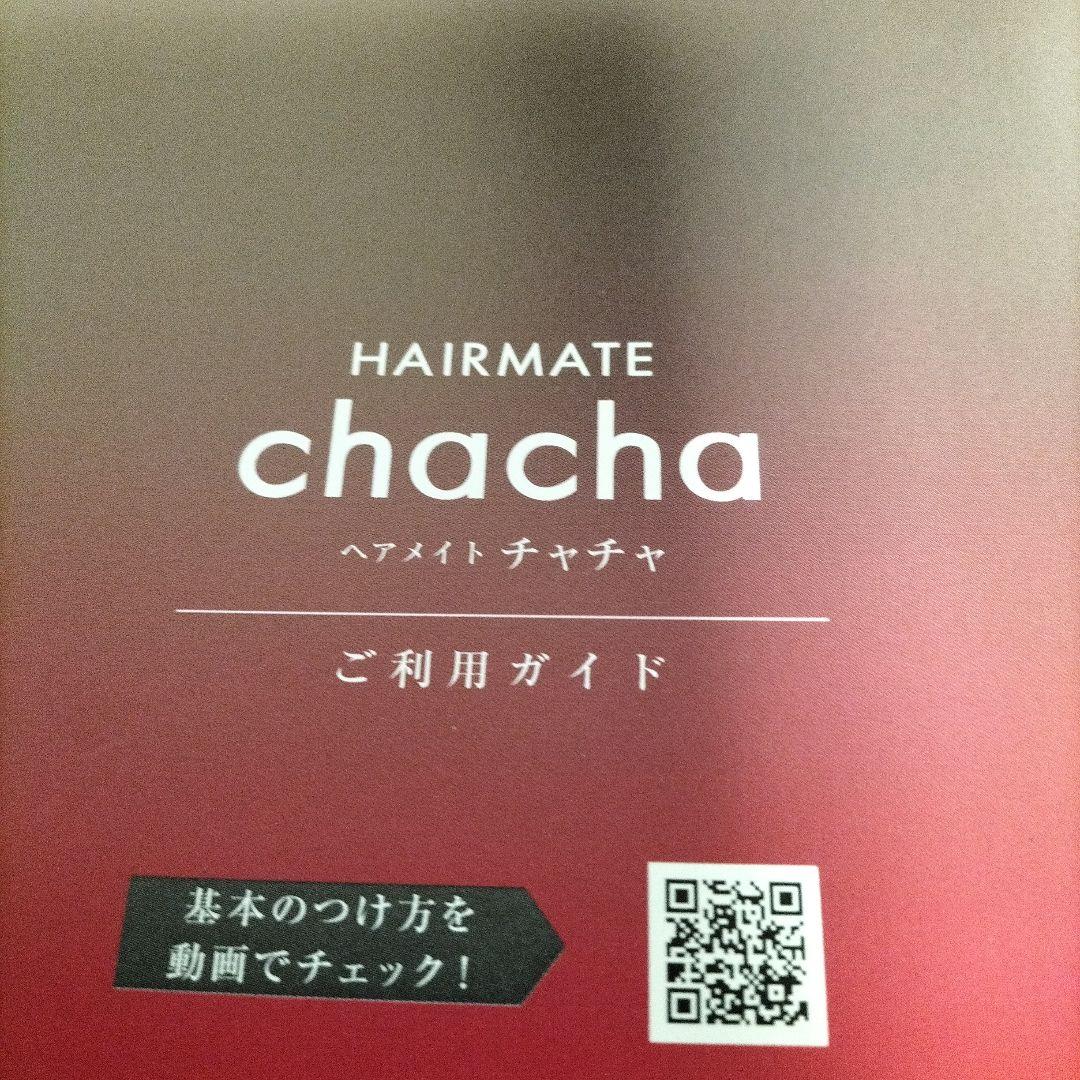 HAIRMATE
chacha
ヘアメイト チャチャ
ご利用ガイド
基本のつけ方を
動画でチェック!